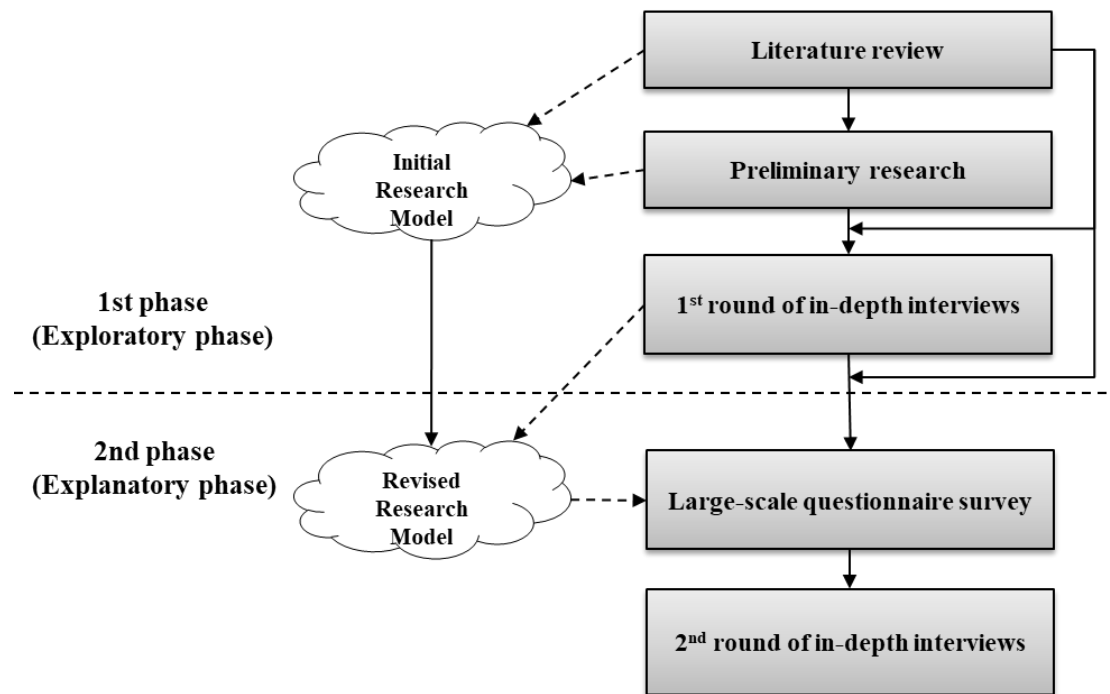 Literature review
Initial
Research
Model
Preliminary research
1st phase
(Exploratory phase)
1st round of in-depth interviews
2nd phase
(Explanatory phase)
Revised
Research
Model
Large-scale questionnaire survey
2nd round of in-depth interviews